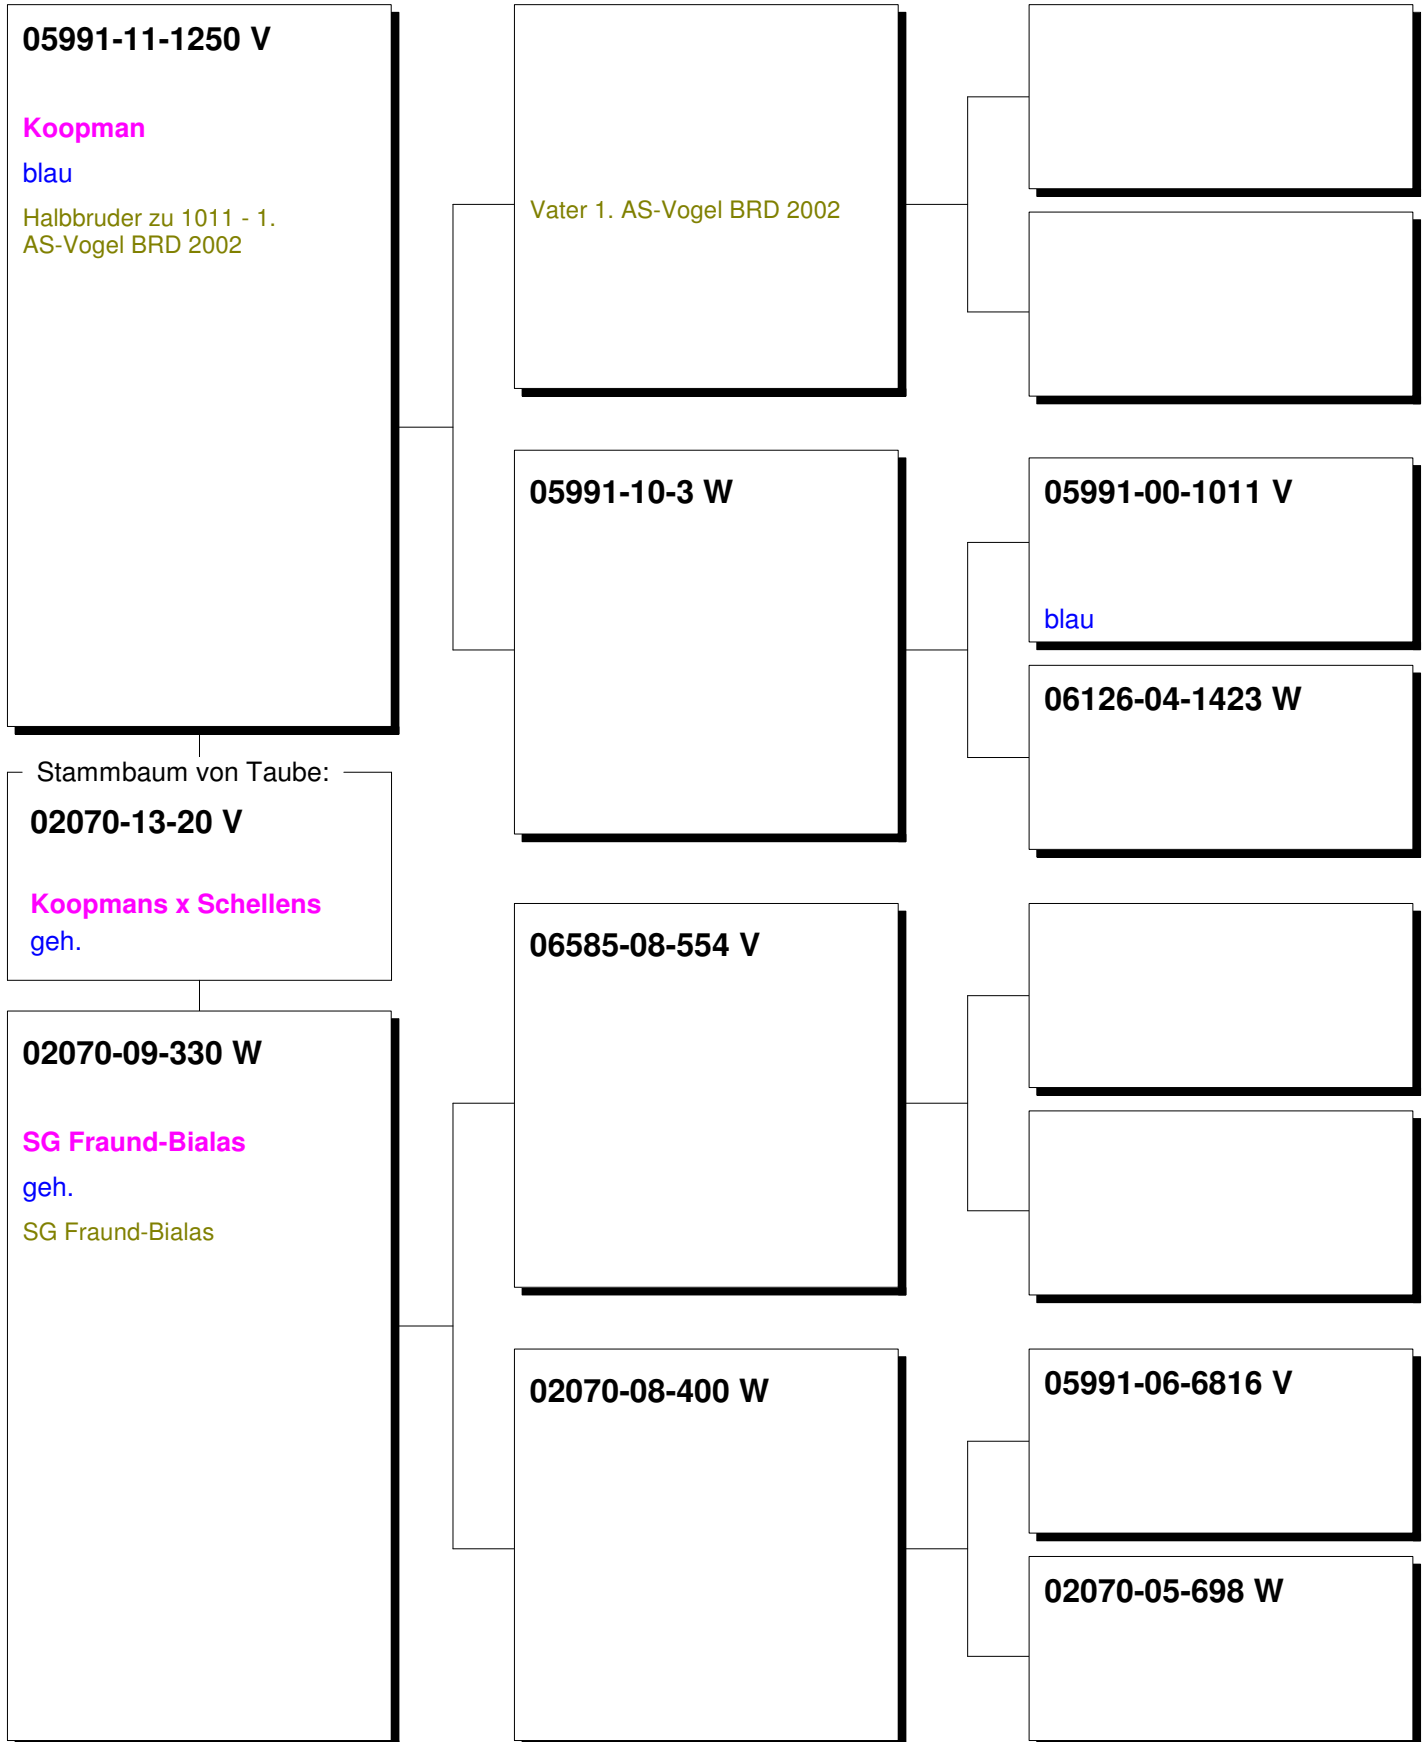 05991-11-1250 V
Koopman
blau
Halbbruder zu 1011 - 1.
AS-Vogel BRD 2002
Stammbaum von Taube:
02070-13-20 V
Koopmans x Schellens
geh.
02070-09-330 W
SG Fraund-Bialas
geh.
SG Fraund-Bialas
Vater 1. AS-Vogel BRD 2002
05991-10-3 W
06585-08-554 V
02070-08-400 W
05991-00-1011 V
blau
06126-04-1423 W
05991-06-6816 V
02070-05-698 W